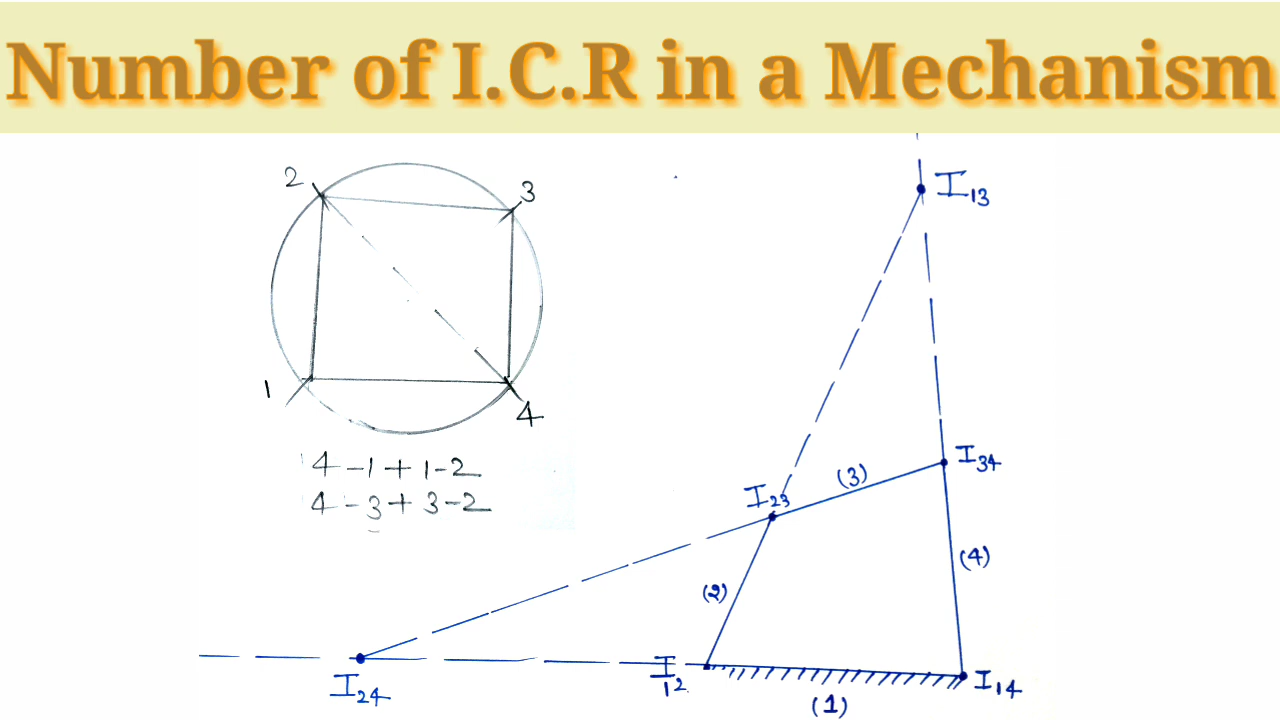 Number of I.C.R in a Mechanism
2
3
1
4
4-1+1-2
4-3+3-2
I13
I34
(3)
I23
(4)
(2)
I24
I12
I14
(1)